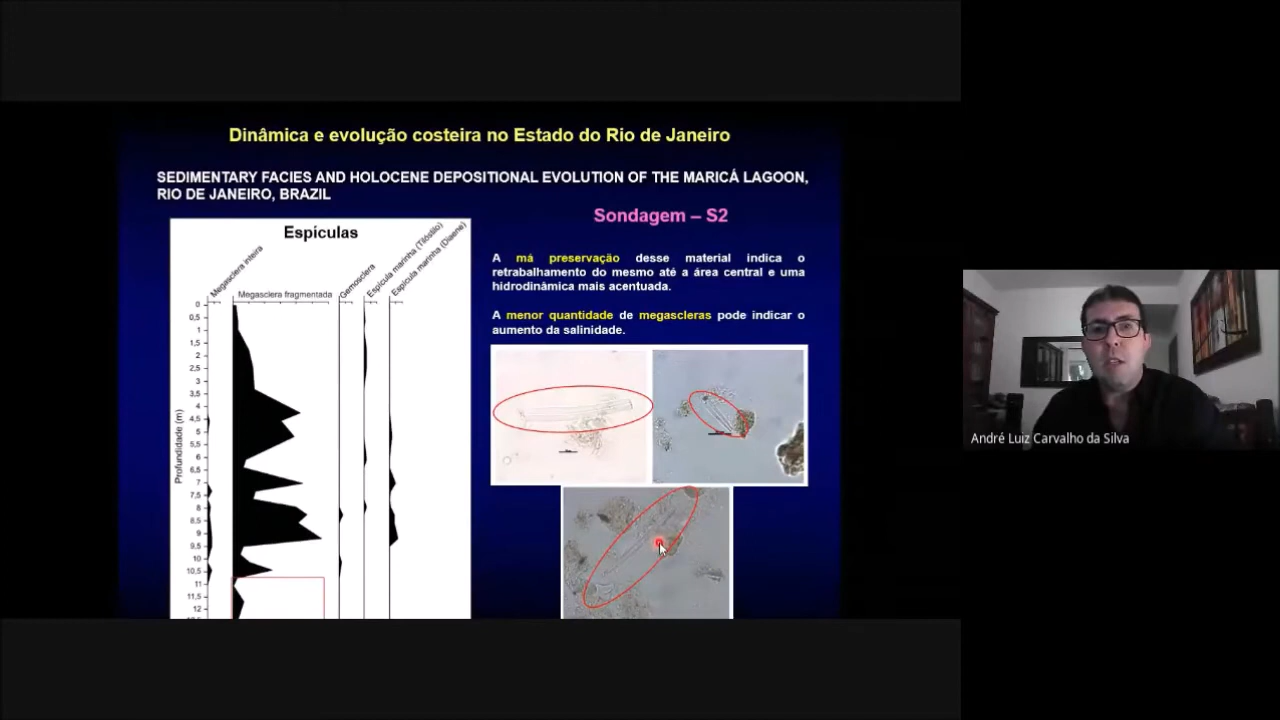 Dinâmica e evolução costeira no Estado do Rio de Janeiro
SEDIMENTARY FACIES AND HOLOCENE DEPOSITIONAL EVOLUTION OF THE MARICÁ LAGOON,
RIO DE JANEIRO, BRAZIL
Sondagem – S2
Espículas
Megasclera inteira
Megasclera fragmentada
Gemosclera
Espícula marinha (Tilóstilo)
Espícula marinha (Diaene)
Profundidade (m)
0
0,5
1
1,5
2
2,5
3
3,5
4
4,5
5
5,5
6
6,5
7
7,5
8
8,5
9
9,5
10
10,5
11
11,5
12
A má preservação desse material indica o
retrabalhamento do mesmo até a área central e uma
hidrodinâmica mais acentuada.
A menor quantidade de megascleras pode indicar o
aumento da salinidade.
André Luiz Carvalho da Silva